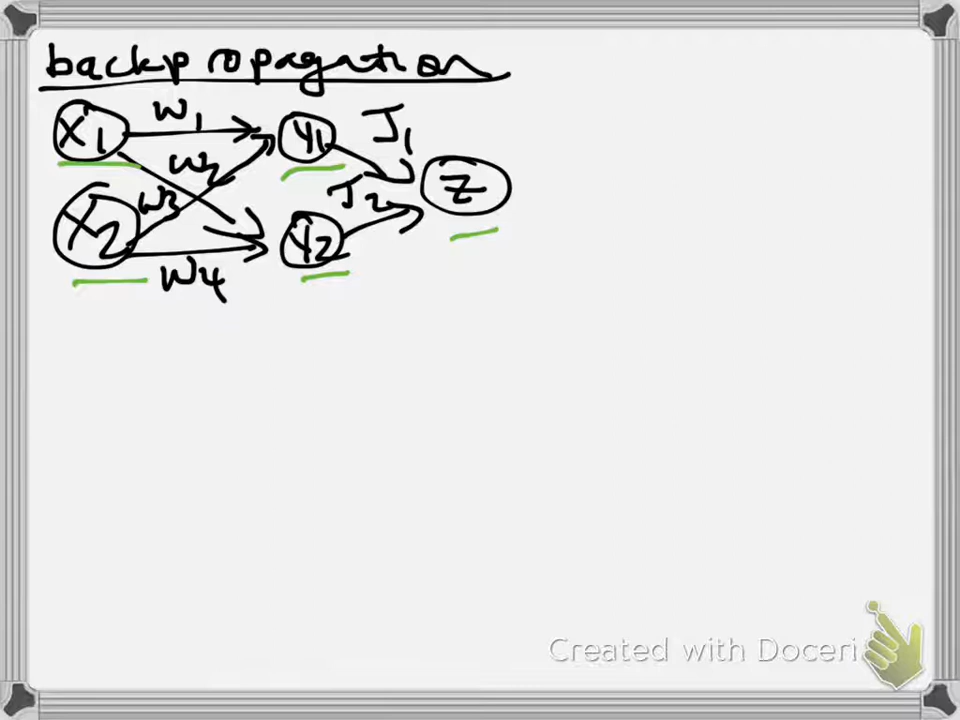 backpropagation
X1 W1 Y1 J1
W2 Z
X2 W3 J2
Y2
W4
Created with Doceri